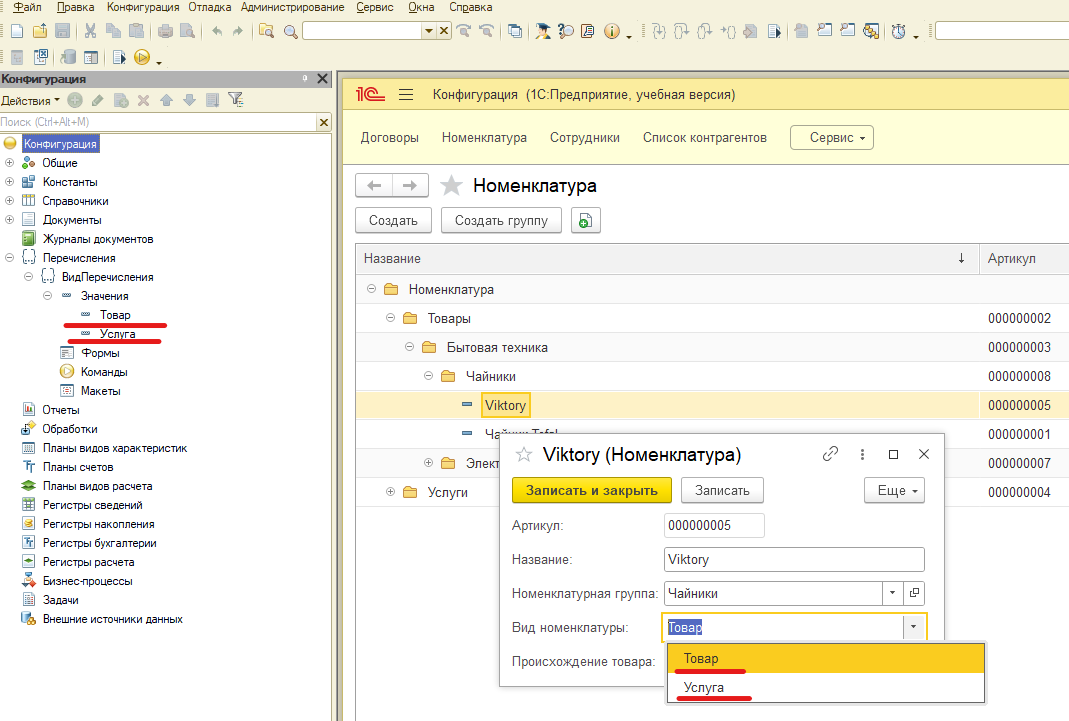 Файл Правка Конфигурация Отладка Администрирование Сервис Окна Справка
Конфигурация
Действия
Поиск (Ctrl+Alt+M)
Конфигурация
Общие
Константы
Справочники
Документы
Журналы документов
Перечисления
ВидПеречисления
Значения
Товар
Услуга
Формы
Команды
Макеты
Отчеты
Обработки
Планы видов характеристик
Планы счетов
Планы видов расчета
Регистры сведений
Регистры накопления
Регистры бухгалтерии
Регистры расчета
Бизнес-процессы
Задачи
Внешние источники данных
1С Конфигурация (1С:Предприятие, учебная версия)
Договоры Номенклатура Сотрудники Список контрагентов Сервис
Номенклатура
Создать Создать группу
Название Артикул
Номенклатура
Товары 000000002
Бытовая техника 000000003
Чайники 000000008
Viktory 000000005
000000001
000000007
Услуги 000000004
Viktory (Номенклатура)
Записать и закрыть Записать Еще
Артикул: 000000005
Название: Viktory
Номенклатурная группа: Чайники
Вид номенклатуры: Товар
Происхождение товара:
Товар
Услуга